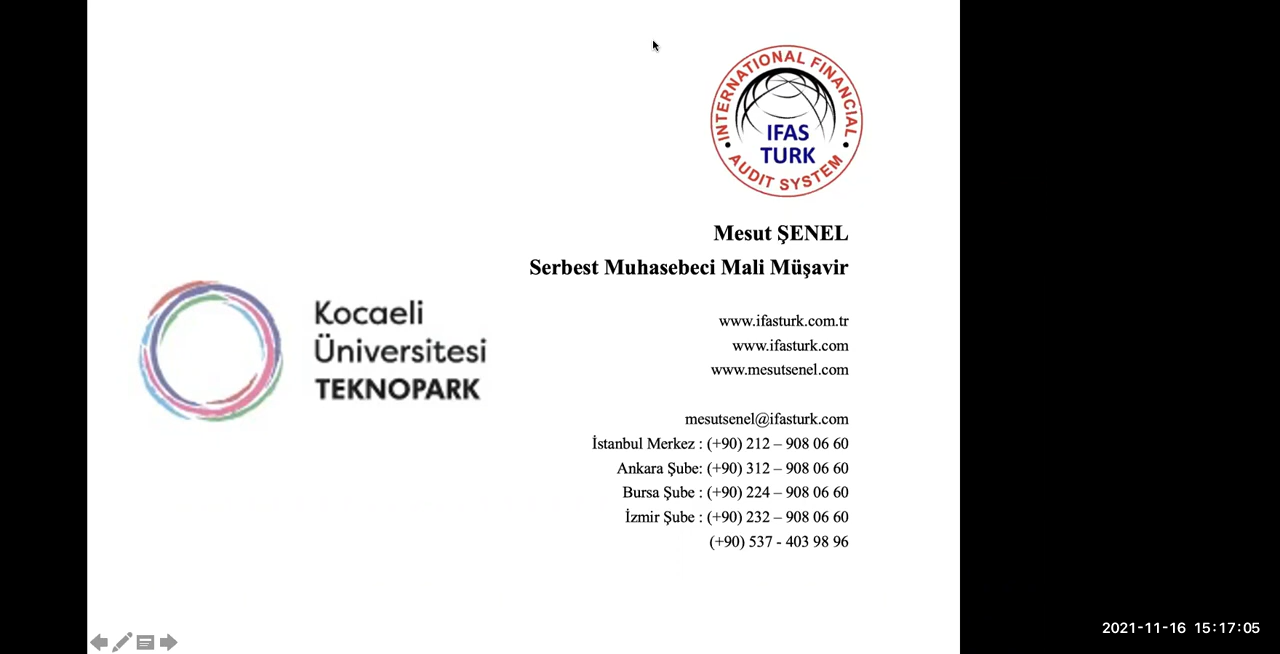 INTERNATIONAL FINANCIAL
IFAS
TURK
AUDIT SYSTEM
Mesut ŞENEL
Serbest Muhasebeci Mali Müşavir
Kocaeli
Üniversitesi
TEKNOPARK
www.ifasturk.com.tr
www.ifasturk.com
www.mesutsenel.com
mesutsenel@ifasturk.com
İstanbul Merkez : (+90) 212 – 908 06 60
Ankara Şube: (+90) 312 – 908 06 60
Bursa Şube : (+90) 224 – 908 06 60
İzmir Şube : (+90) 232 – 908 06 60
(+90) 537 - 403 98 96
2021-11-16 15:17:05